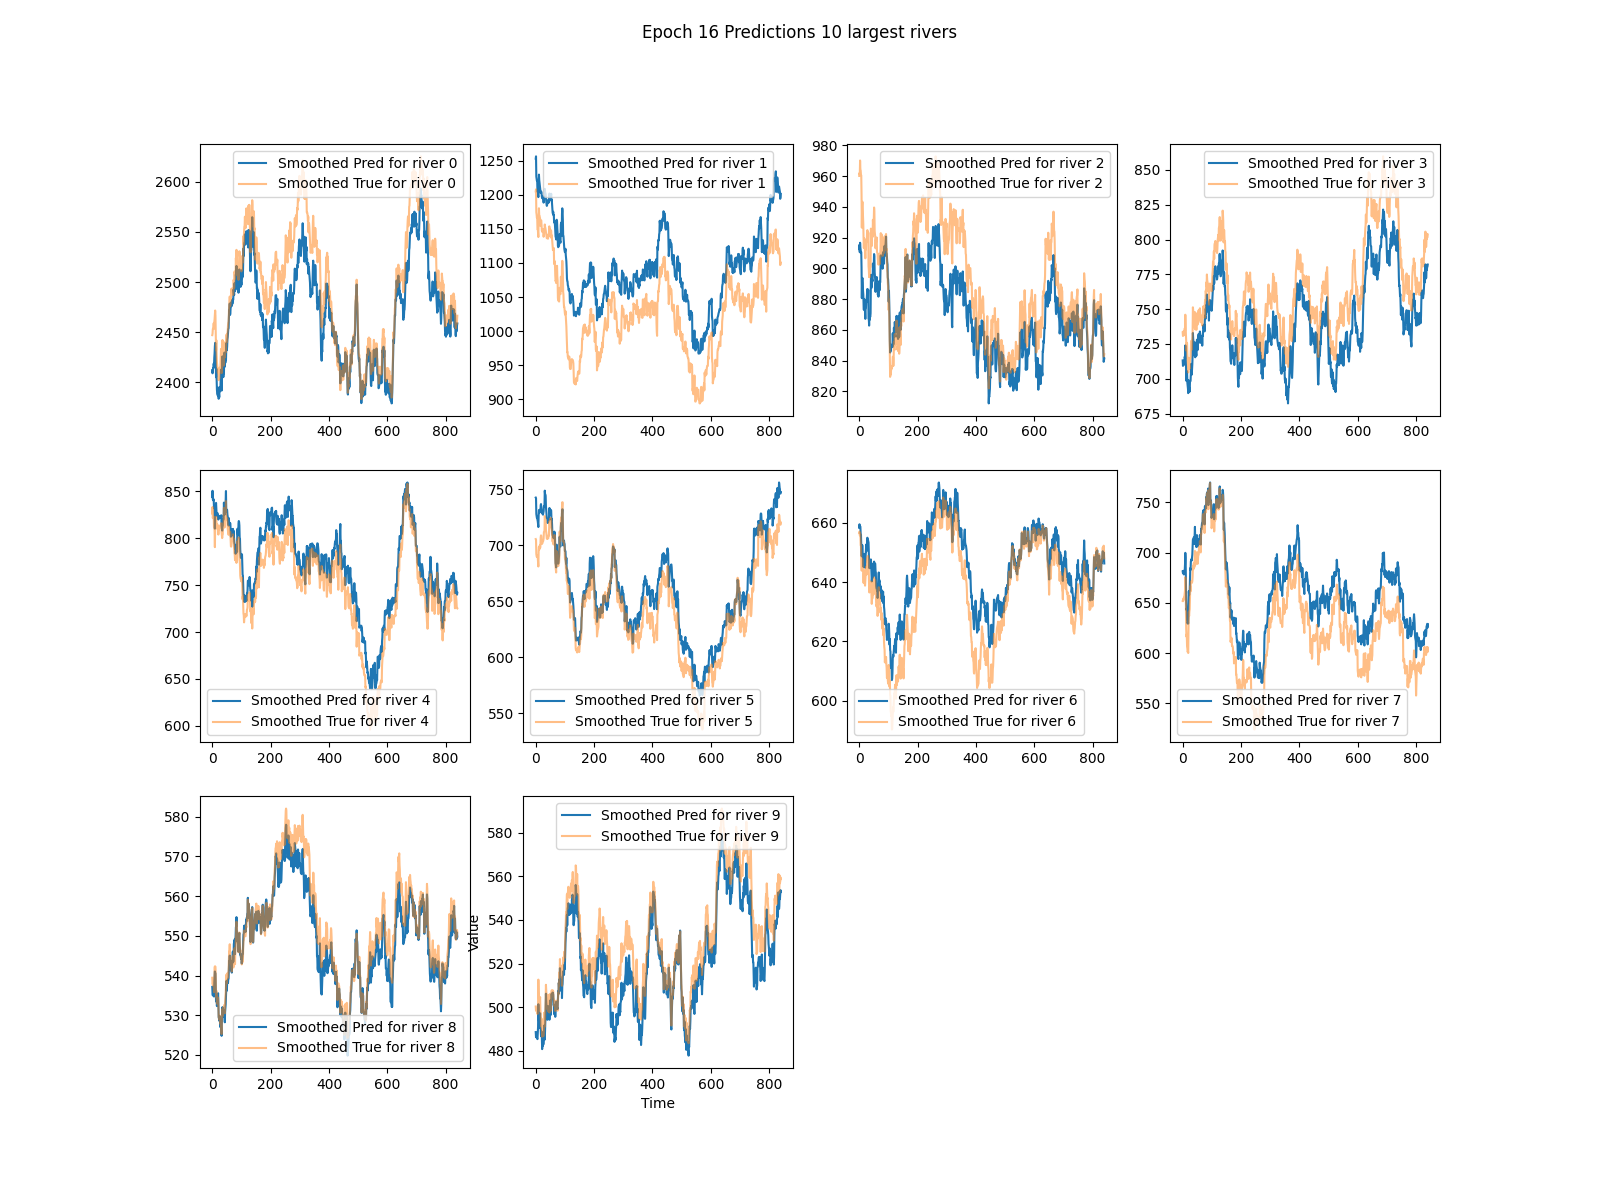 Epoch 16 Predictions 10 largest rivers
2600
2550
2500
2450
2400
Smoothed Pred for river 0
Smoothed True for river 0
0 200 400 600 800
1250
1200
1150
1100
1050
1000
950
900
Smoothed Pred for river 1
Smoothed True for river 1
0 200 400 600 800
980
960
940
920
900
880
860
840
820
Smoothed Pred for river 2
Smoothed True for river 2
0 200 400 600 800
850
825
800
775
750
725
700
675
Smoothed Pred for river 3
Smoothed True for river 3
0 200 400 600 800
850
800
750
700
650
600
Smoothed Pred for river 4
Smoothed True for river 4
0 200 400 600 800
750
700
650
600
550
Smoothed Pred for river 5
Smoothed True for river 5
0 200 400 600 800
660
640
620
600
Smoothed Pred for river 6
Smoothed True for river 6
0 200 400 600 800
750
700
650
600
550
Smoothed Pred for river 7
Smoothed True for river 7
0 200 400 600 800
580
570
560
550
540
530
520
Smoothed Pred for river 8
Smoothed True for river 8
0 200 400 600 800
Value
580
560
540
520
500
480
Smoothed Pred for river 9
Smoothed True for river 9
0 200 400 600 800
Time